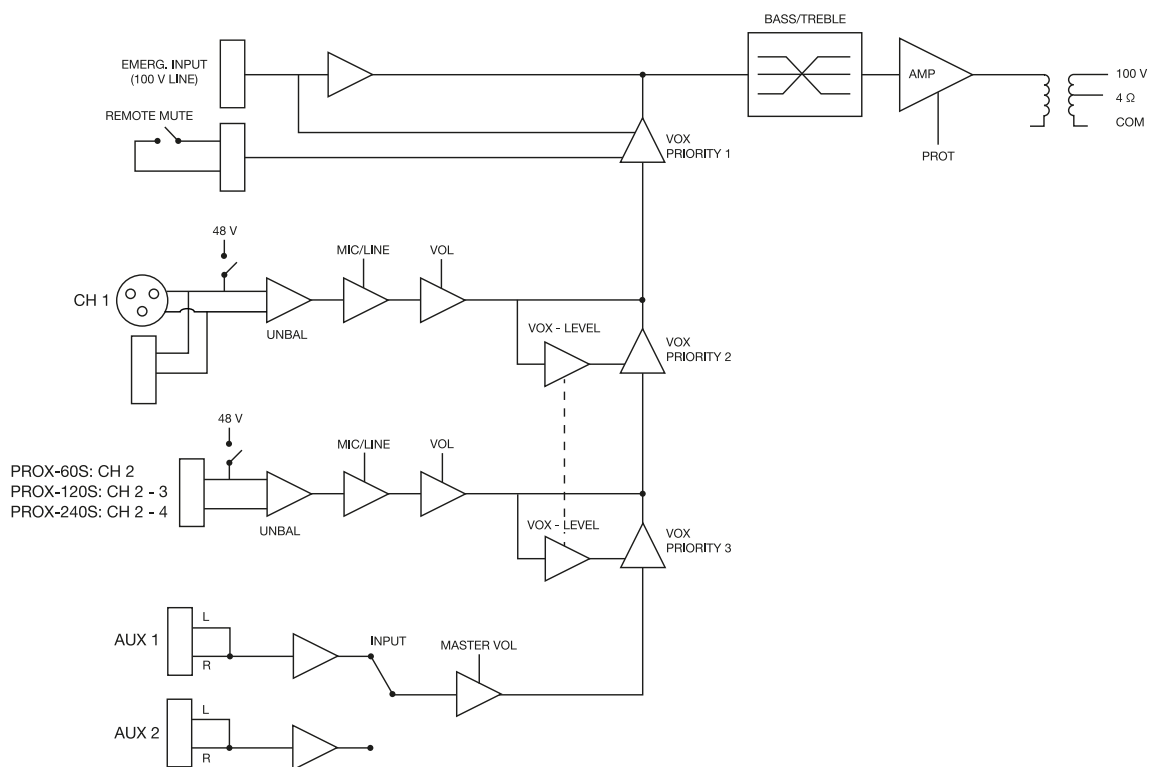 BASS/TREBLE
EMERG. INPUT
(100 V LINE)
AMP
100 V
4 Ω
COM
REMOTE MUTE
VOX
PRIORITY 1
PROT
48 V
MIC/LINE
VOL
CH 1
UNBAL
VOX - LEVEL
VOX
PRIORITY 2
48 V
MIC/LINE
VOL
PROX-60S: CH 2
PROX-120S: CH 2 - 3
PROX-240S: CH 2 - 4
UNBAL
VOX - LEVEL
VOX
PRIORITY 3
AUX 1
L
R
INPUT
MASTER VOL
AUX 2
L
R